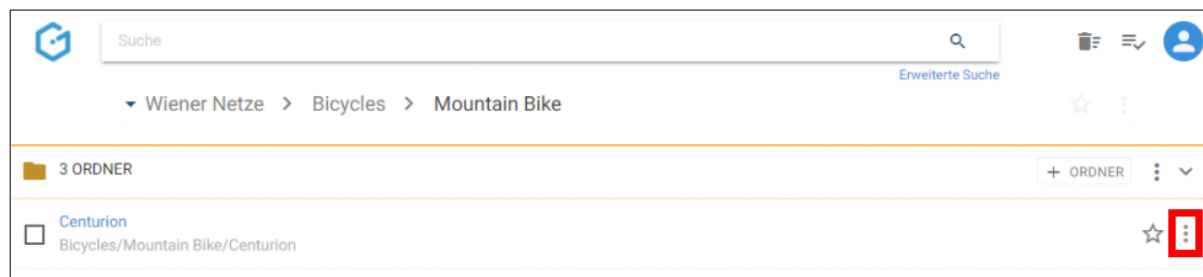 Suche
Erweiterte Suche
Wiener Netze > Bicycles > Mountain Bike
3 ORDNER
+ ORDNER
Centurion
Bicycles/Mountain Bike/Centurion